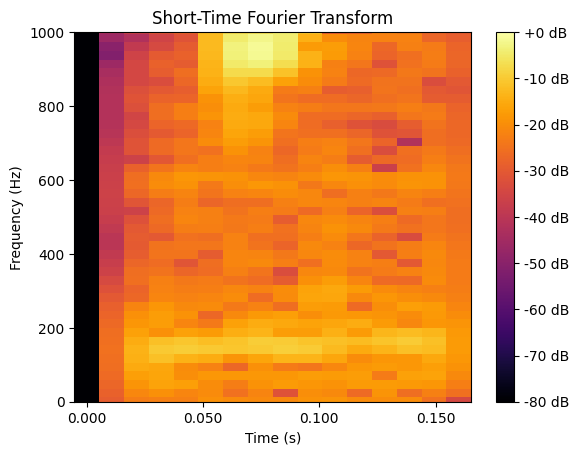 Short-Time Fourier Transform
1000
800
600
400
200
0
Frequency (Hz)
0.000
0.050
0.100
0.150
Time (s)
+0 dB
-10 dB
-20 dB
-30 dB
-40 dB
-50 dB
-60 dB
-70 dB
-80 dB